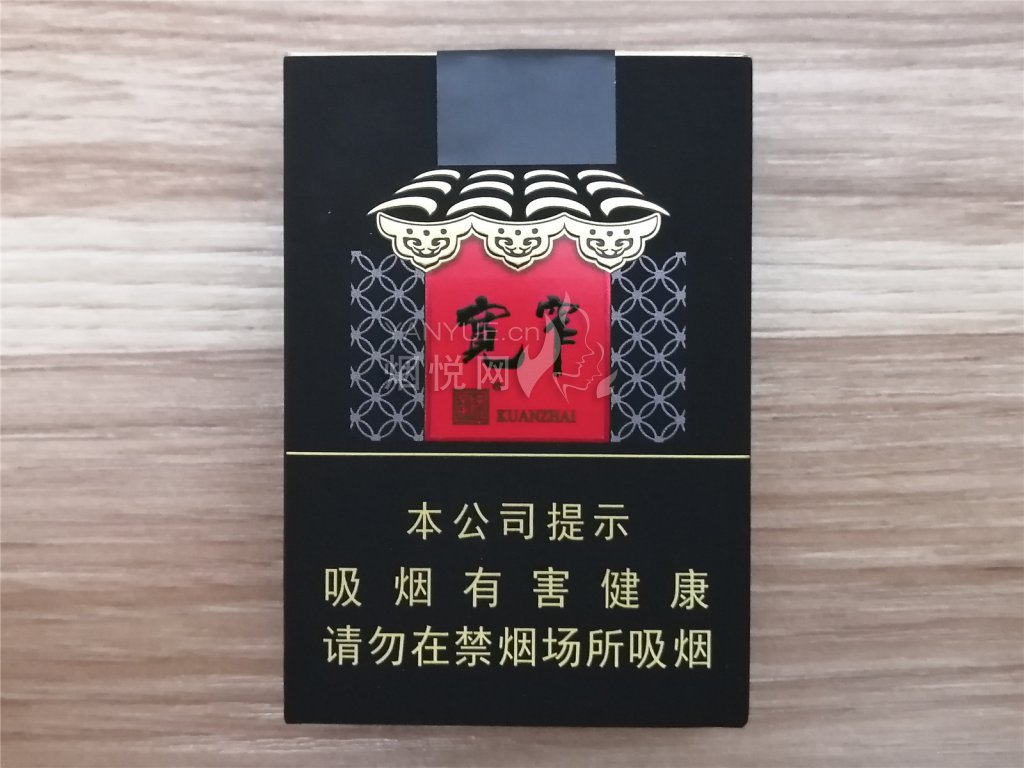 宽窄
YANYUE.cn
烟悦网
KUANZHAI
本公司提示
吸烟有害健康
请勿在禁烟场所吸烟